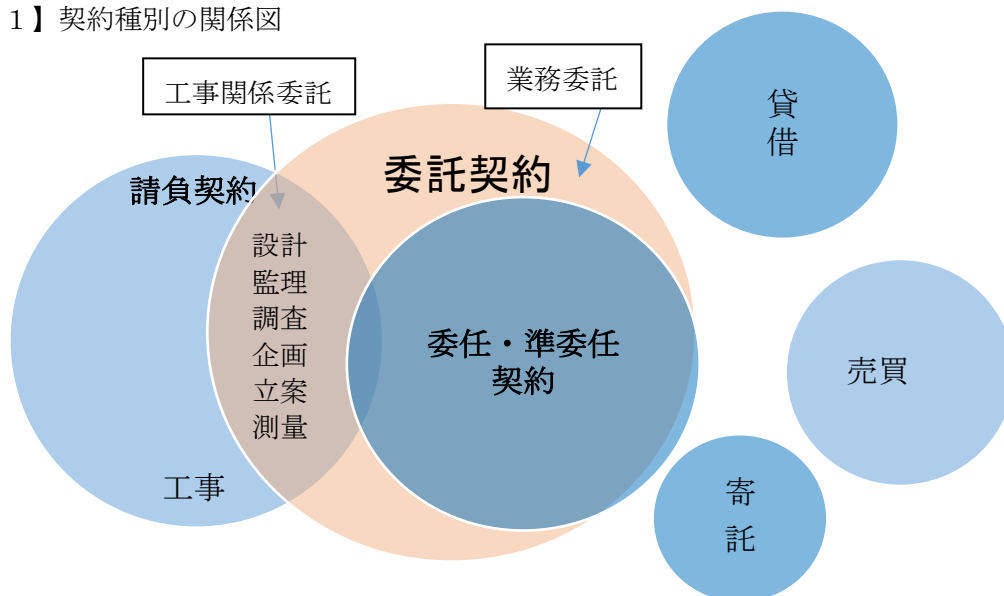 1】契約種別の関係図
工事関係委託
業務委託
貸
借
委託契約
請負契約
設計
監理
調査
企画
立案
測量
委任・準委任
契約
売買
工事
寄
託